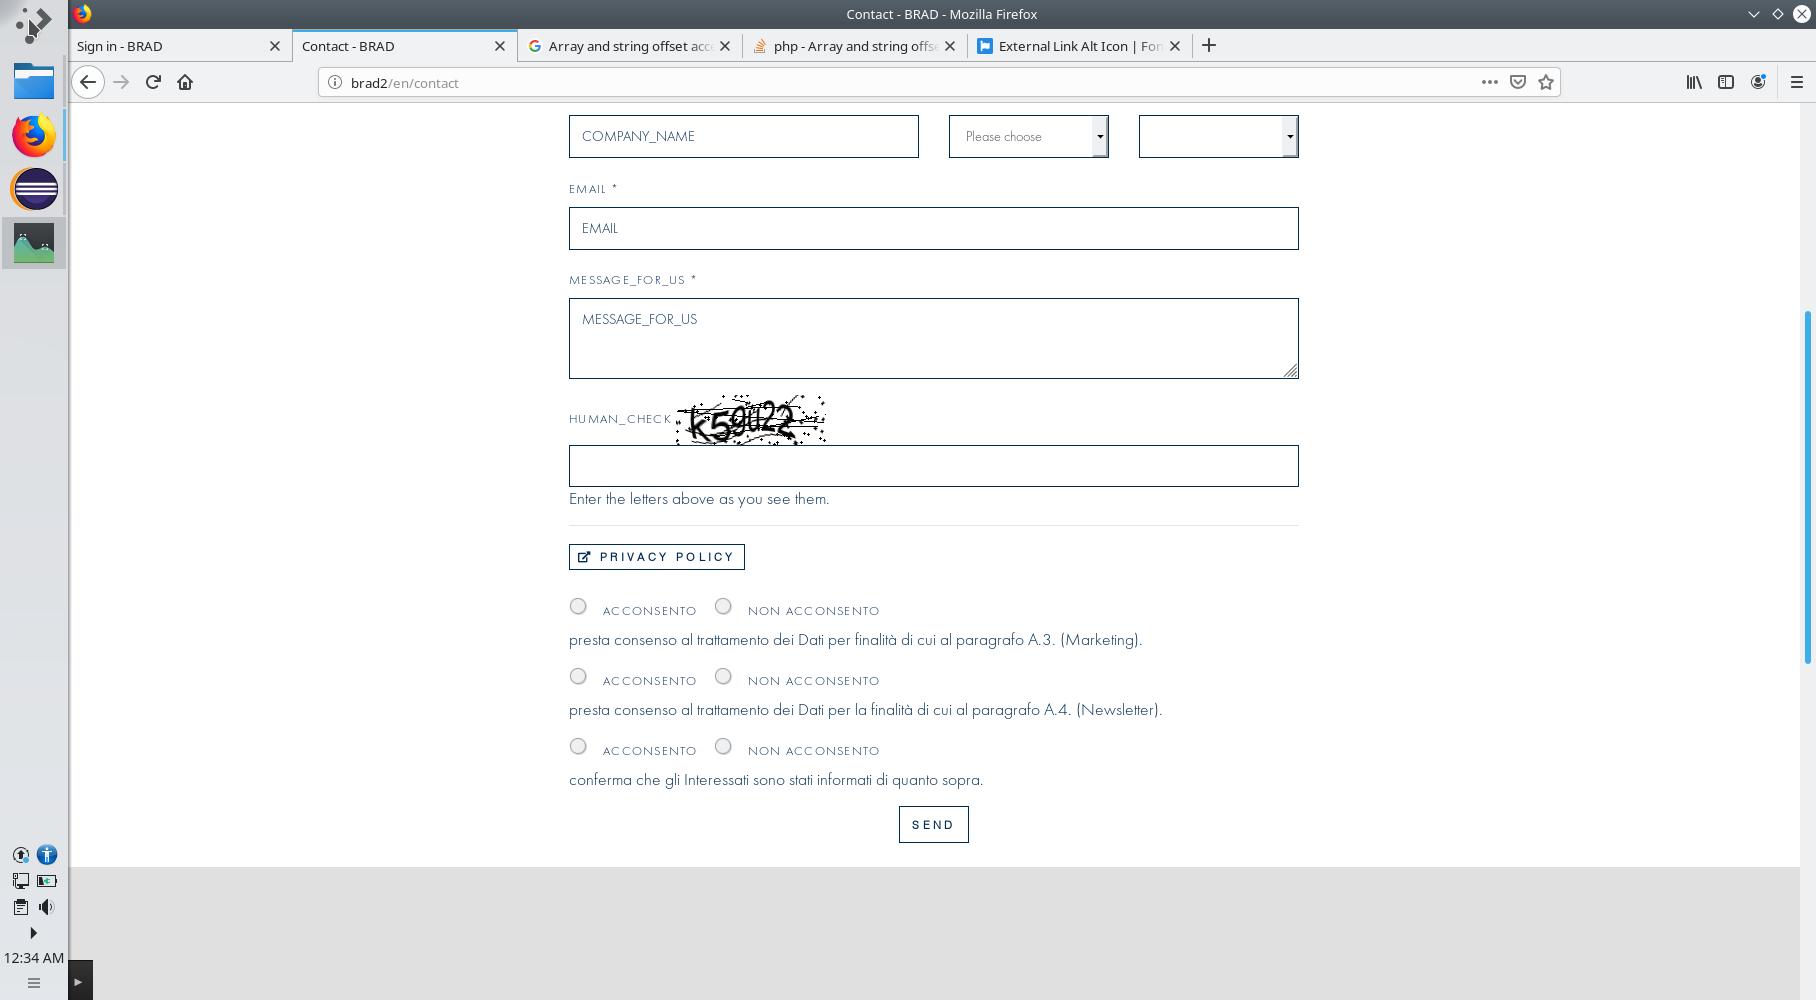 Contact - BRAD - Mozilla Firefox
Sign in - BRAD
Contact - BRAD
Array and string offset acc
php - Array and string offs
External Link Alt Icon | Fon
brad2/en/contact
COMPANY_NAME
Please choose
EMAIL *
EMAIL
MESSAGE_FOR_US *
MESSAGE_FOR_US
HUMAN_CHECK
Enter the letters above as you see them.
PRIVACY POLICY
ACCONSENTO NON ACCONSENTO
presta consenso al trattamento dei Dati per finalità di cui al paragrafo A.3. (Marketing).
ACCONSENTO NON ACCONSENTO
presta consenso al trattamento dei Dati per la finalità di cui al paragrafo A.4. (Newsletter).
ACCONSENTO NON ACCONSENTO
conferma che gli Interessati sono stati informati di quanto sopra.
SEND
12:34 AM